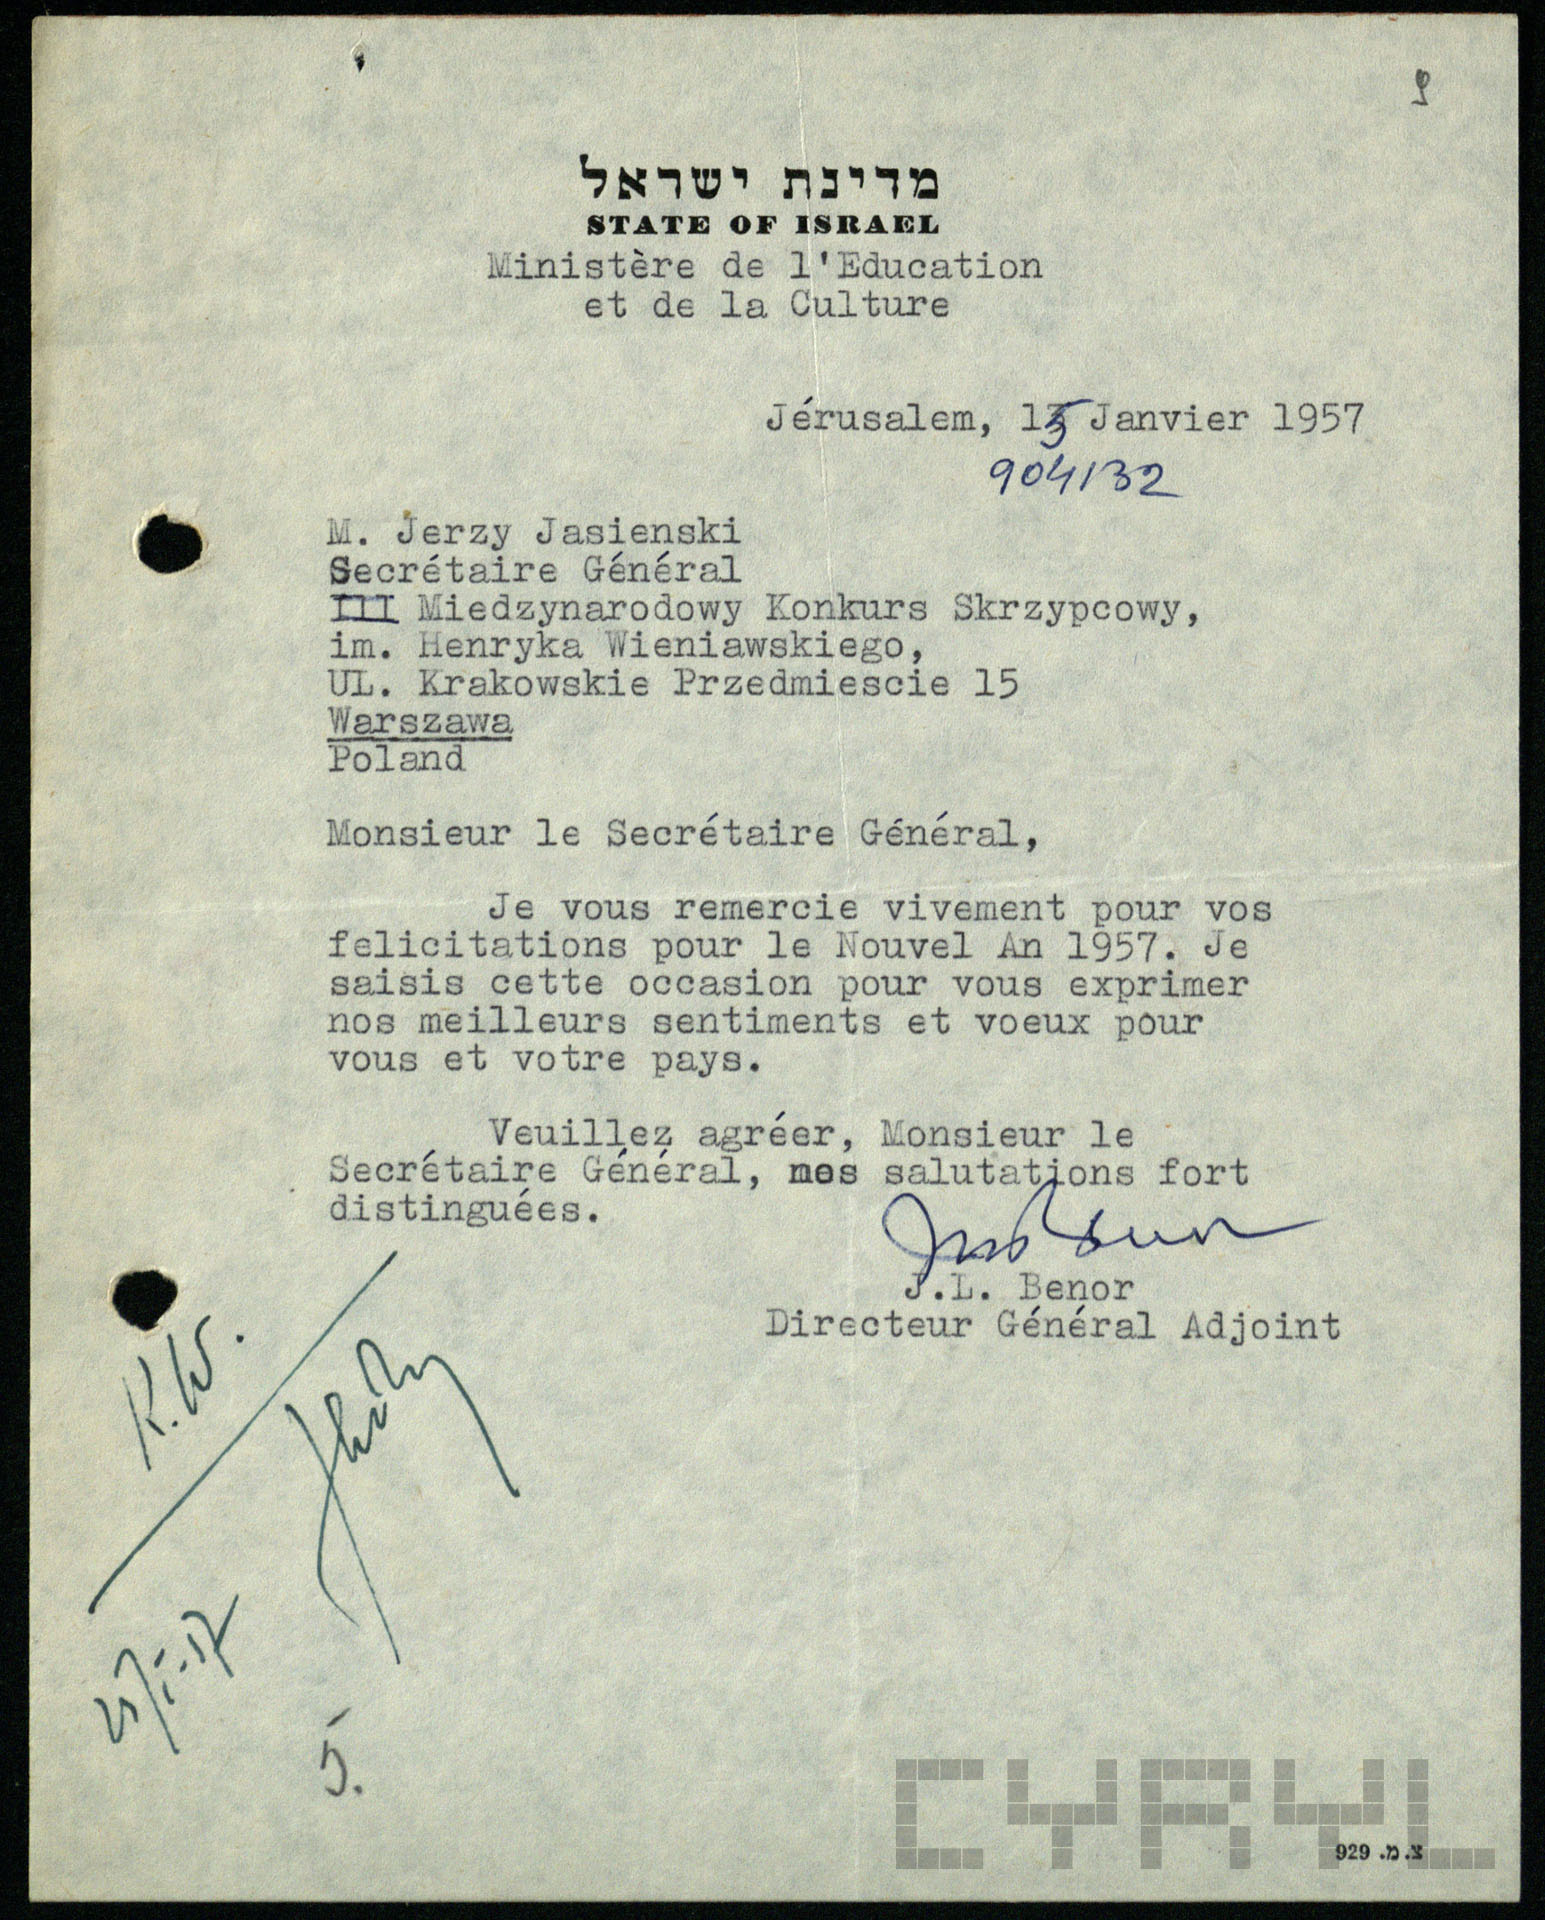 9
מדינת ישראל
STATE OF ISRAEL
Ministère de l'Education
et de la Culture
Jérusalem, 15 Janvier 1957
904132
M. Jerzy Jasienski
Secrétaire Général
III Miedzynarodowy Konkurs Skrzypcowy,
im. Henryka Wieniawskiego,
UL. Krakowskie Przedmiescie 15
Warszawa
Poland
Monsieur le Secrétaire Général,
Je vous remercie vivement pour vos
felicitations pour le Nouvel An 1957. Je
saisis cette occasion pour vous exprimer
nos meilleurs sentiments et voeux pour
vous et votre pays.
Veuillez agréer, Monsieur le
Secrétaire Général, nos salutations fort
distinguées.
J.L. Benor
Directeur Général Adjoint
K.W.
5.
CYRYL
צ.מ. 929